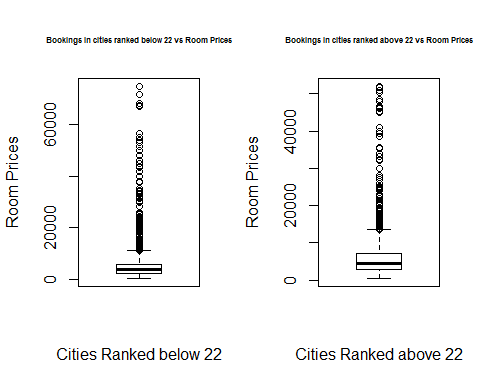 Bookings in cities ranked below 22 vs Room Prices
Room Prices
0
20000
60000
Cities Ranked below 22
Bookings in cities ranked above 22 vs Room Prices
Room Prices
0
20000
40000
Cities Ranked above 22